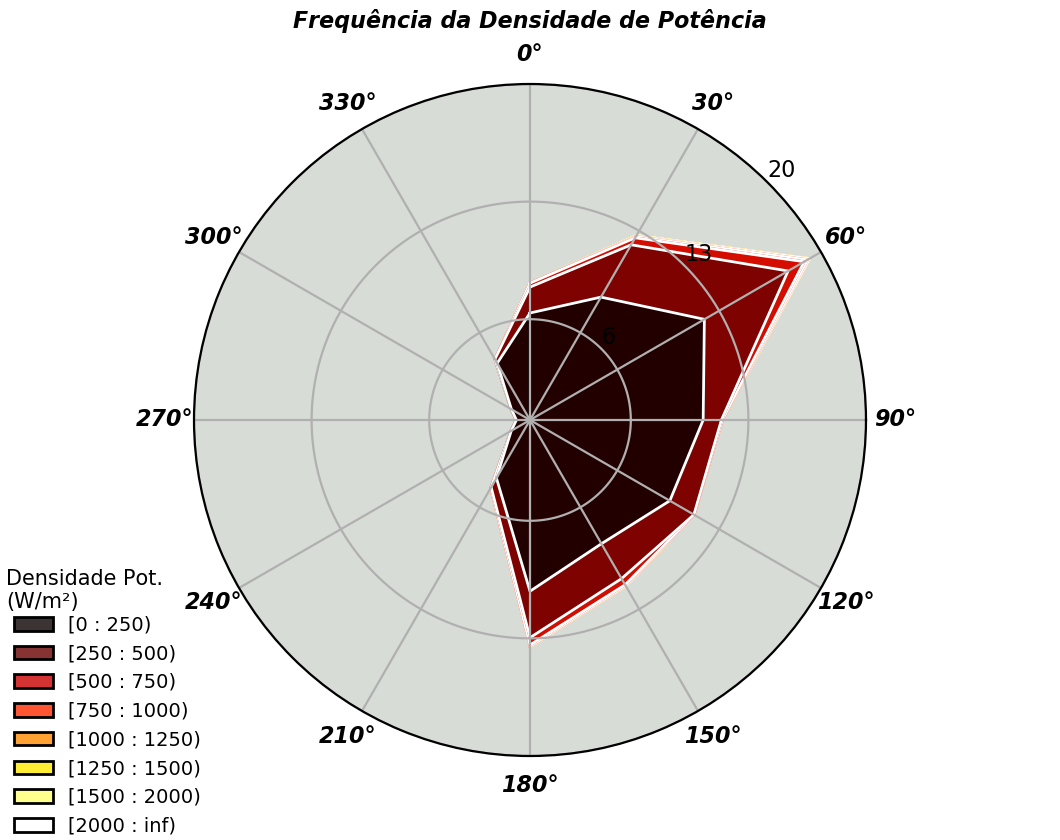 Frequência da Densidade de Potência
0°
330°
30°
20
300°
60°
13
6
270°
90°
240°
120°
210°
150°
180°
Densidade Pot.
(W/m²)
[0 : 250)
[250 : 500)
[500 : 750)
[750 : 1000)
[1000 : 1250)
[1250 : 1500)
[1500 : 2000)
[2000 : inf)